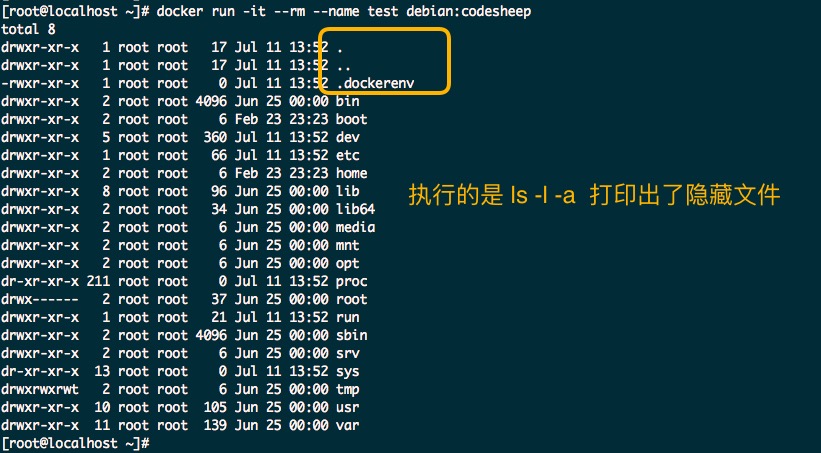 [root@localhost ~]# docker run -it --rm --name test debian:codesheep
total 8
drwxr-xr-x   1 root root   17 Jul 11 13:52 .
drwxr-xr-x   1 root root   17 Jul 11 13:52 ..
-rwxr-xr-x   1 root root    0 Jul 11 13:52 .dockerenv
drwxr-xr-x   2 root root 4096 Jun 25 00:00 bin
drwxr-xr-x   2 root root    6 Feb 23 23:23 boot
drwxr-xr-x   5 root root  360 Jul 11 13:52 dev
drwxr-xr-x   1 root root   66 Jul 11 13:52 etc
drwxr-xr-x   2 root root    6 Feb 23 23:23 home
drwxr-xr-x   8 root root   96 Jun 25 00:00 lib
执行的是 ls -l -a 打印出了隐藏文件
drwxr-xr-x   2 root root   34 Jun 25 00:00 lib64
drwxr-xr-x   2 root root    6 Jun 25 00:00 media
drwxr-xr-x   2 root root    6 Jun 25 00:00 mnt
drwxr-xr-x   2 root root    6 Jun 25 00:00 opt
dr-xr-xr-x 211 root root    0 Jul 11 13:52 proc
drwx------   2 root root   37 Jun 25 00:00 root
drwxr-xr-x   1 root root   21 Jul 11 13:52 run
drwxr-xr-x   2 root root 4096 Jun 25 00:00 sbin
drwxr-xr-x   2 root root    6 Jun 25 00:00 srv
dr-xr-xr-x  13 root root    0 Jul 11 13:52 sys
drwxrwxrwt   2 root root    6 Jun 25 00:00 tmp
drwxr-xr-x  10 root root  105 Jun 25 00:00 usr
drwxr-xr-x  11 root root  139 Jun 25 00:00 var
[root@localhost ~]#